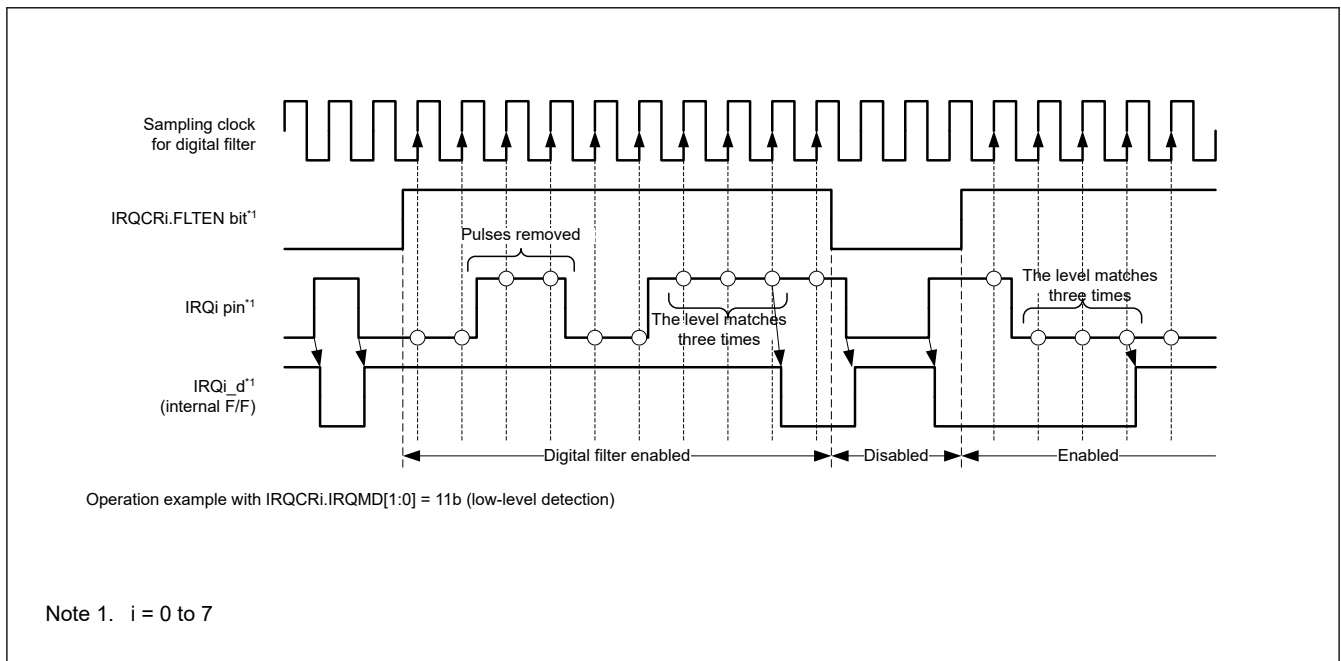 Sampling clock
for digital filter
IRQCRi.FLTEN bit*1
Pulses removed
The level matches
three times
IRQi pin*1
The level matches
three times
IRQi_d*1
(internal F/F)
Digital filter enabled
Disabled
Enabled
Operation example with IRQCRi.IRQMD[1:0] = 11b (low-level detection)
Note 1. i = 0 to 7